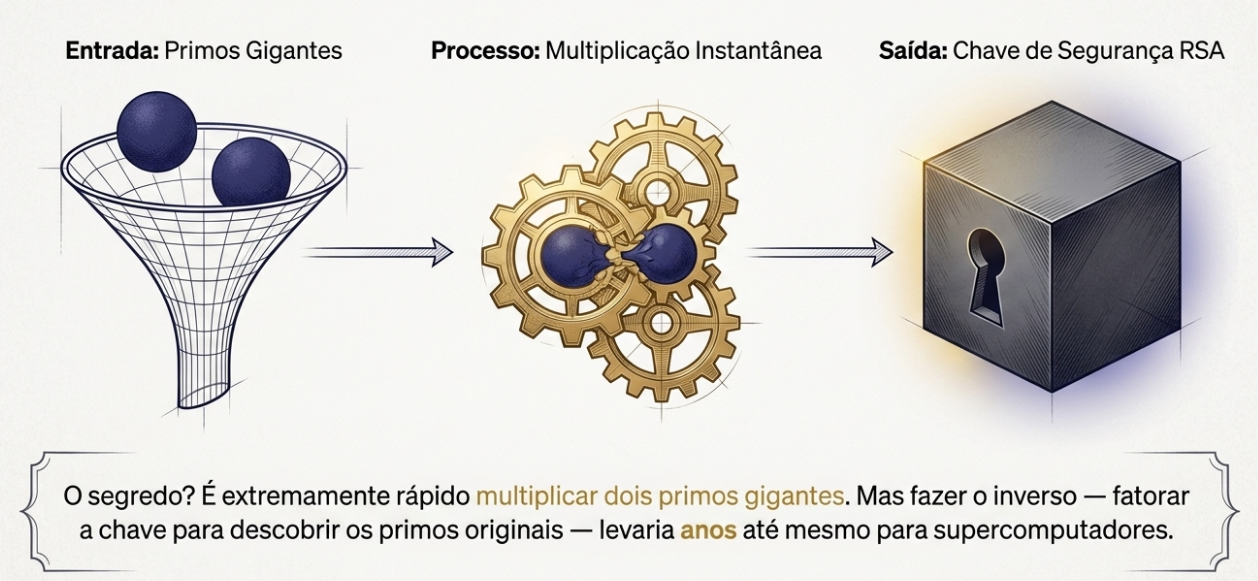 Entrada: Primos Gigantes
Processo: Multiplicação Instantânea
Saída: Chave de Segurança RSA
O segredo? É extremamente rápido multiplicar dois primos gigantes. Mas fazer o inverso — fatorar
a chave para descobrir os primos originais — levaria anos até mesmo para supercomputadores.